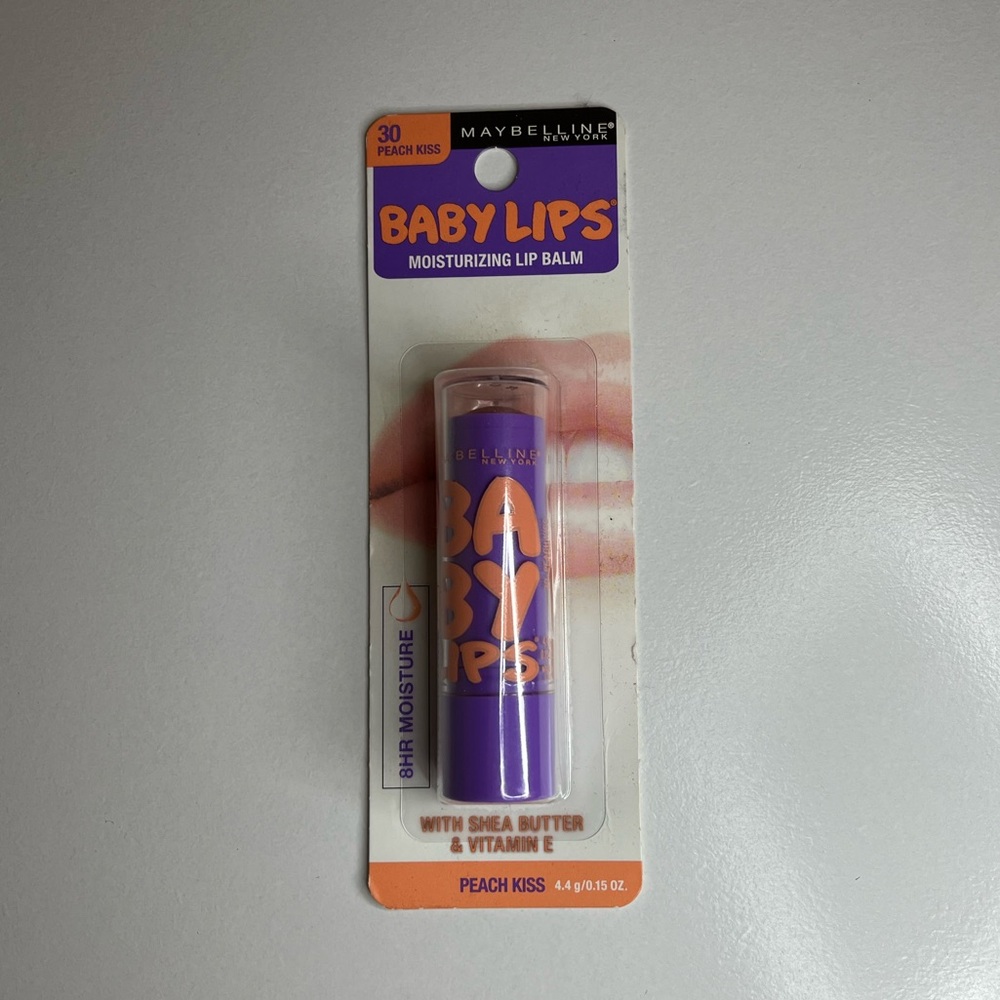 30
PEACH KISS
MAYBELLINE®
NEW YORK
BABY LIPS®
MOISTURIZING LIP BALM
BELLINE
NEW YORK
BA
BY
LIPS
8HR MOISTURE
WITH SHEA BUTTER
& VITAMIN E
PEACH KISS 4.4 g/0.15 OZ.